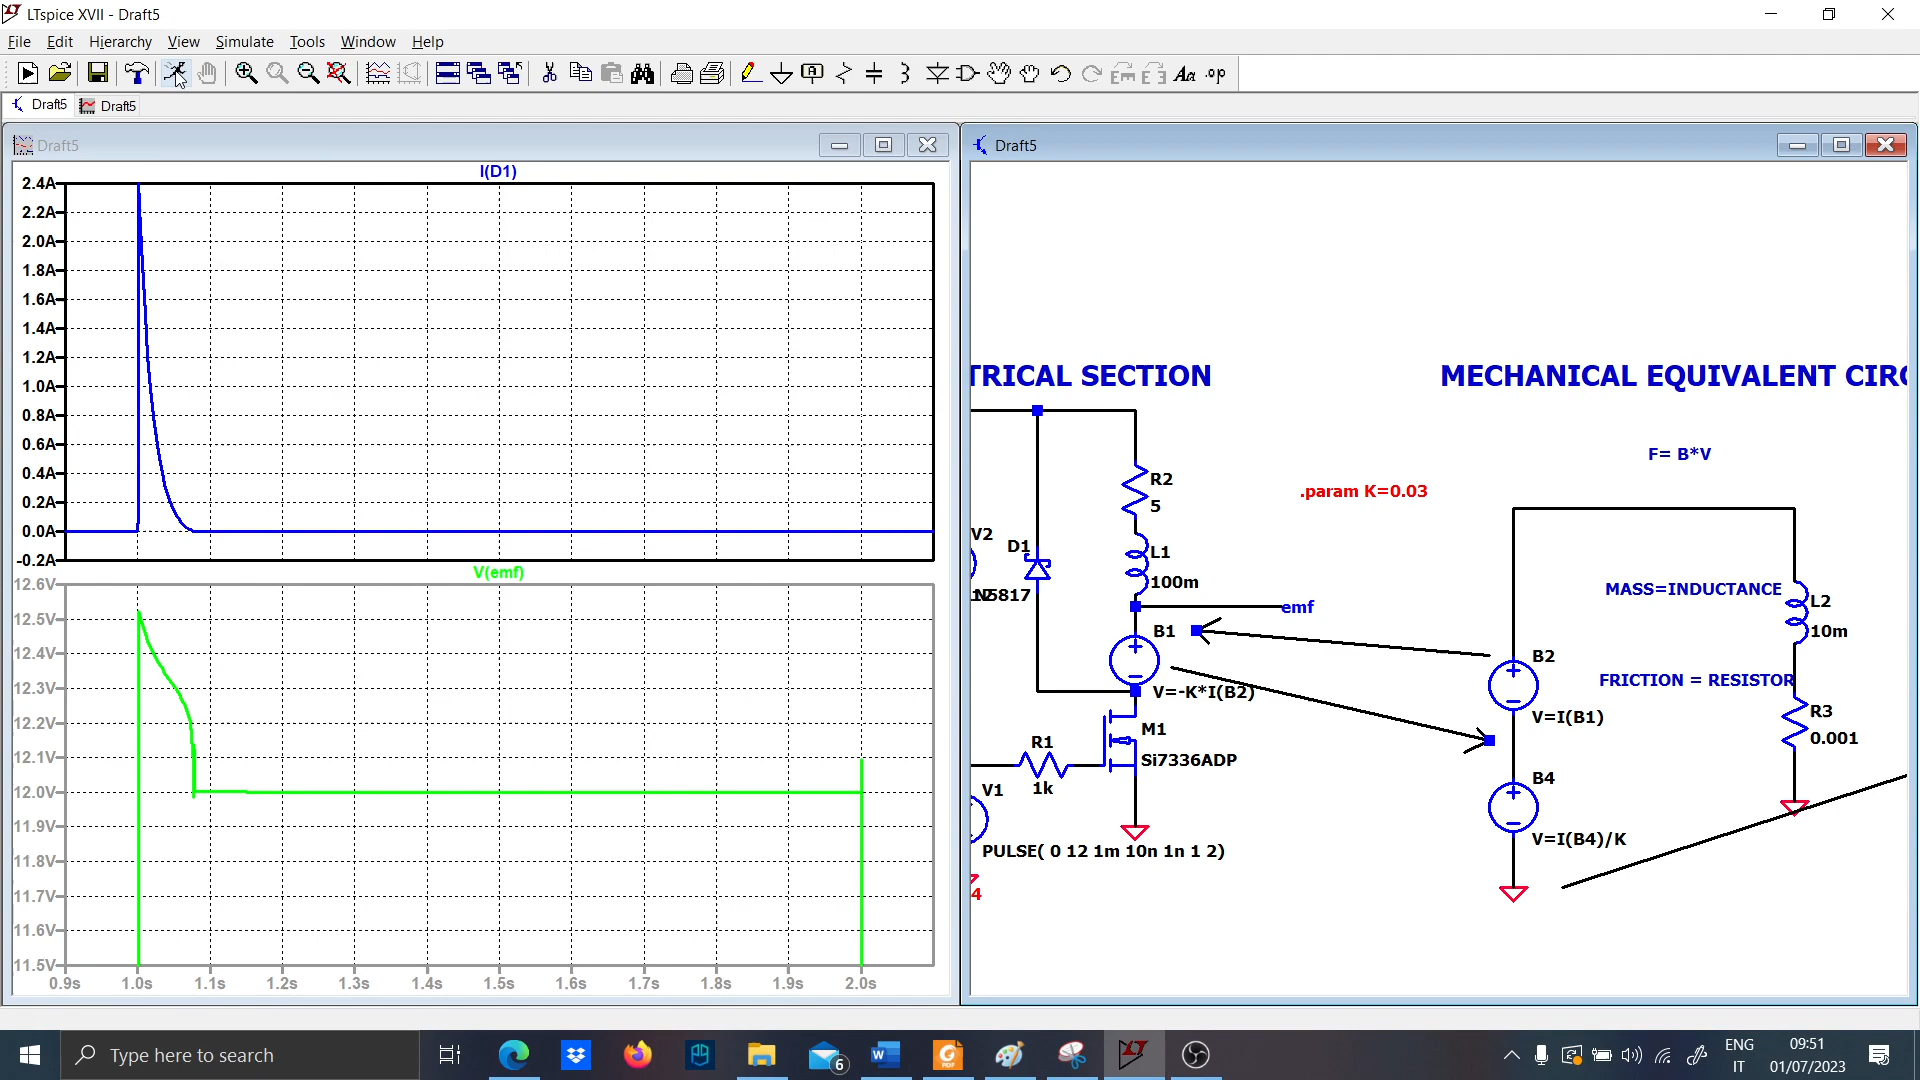 LTspice XVII - Draft5
File Edit Hierarchy View Simulate Tools Window Help
Draft5 Draft5
Draft5
I(D1)
2.4A
2.2A
2.0A
1.8A
1.6A
1.4A
1.2A
1.0A
0.8A
0.6A
0.4A
0.2A
0.0A
-0.2A
V(emf)
12.6V
12.5V
12.4V
12.3V
12.2V
12.1V
12.0V
11.9V
11.8V
11.7V
11.6V
11.5V
0.9s 1.0s 1.1s 1.2s 1.3s 1.4s 1.5s 1.6s 1.7s 1.8s 1.9s 2.0s
Draft5
TRICAL SECTION
MECHANICAL EQUIVALENT CIRC
F= B*V
.param K=0.03
R2
5
V2
D1
L1
100m
N5817
emf
B1
V=-K*I(B2)
M1
Si7336ADP
R1
1k
V1
PULSE( 0 12 1m 10n 1n 1 2)
4
MASS=INDUCTANCE
L2
10m
B2
FRICTION = RESISTOR
V=I(B1)
R3
0.001
B4
V=I(B4)/K
Type here to search
6
ENG
IT
09:51
01/07/2023